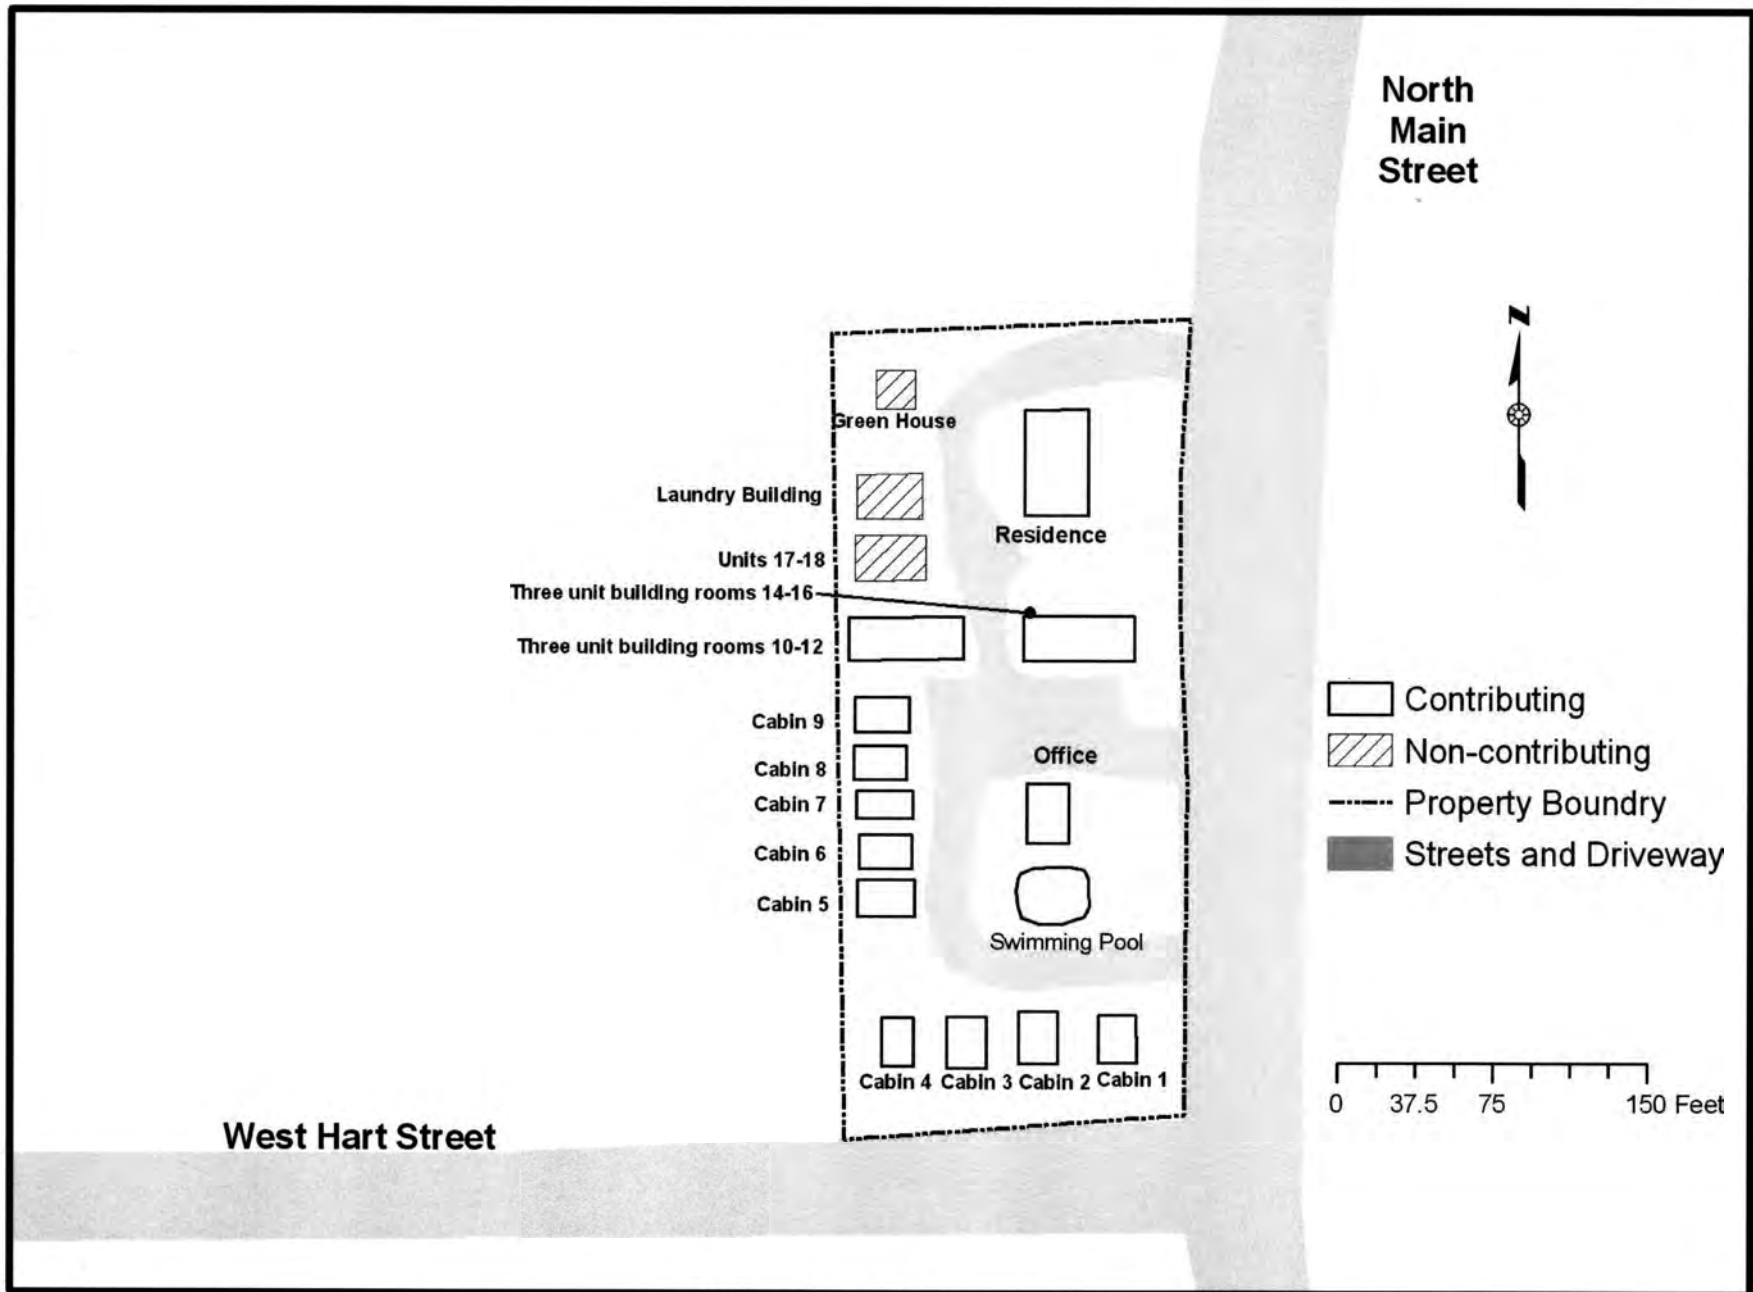 North
Main
Street
N
Green House
Laundry Building
Residence
Units 17-18
Three unit building rooms 14-16
Three unit building rooms 10-12
Contributing
Cabin 9
Non-contributing
Office
Cabin 8
Cabin 7
Property Boundry
Cabin 6
Streets and Driveway
Cabin 5
Swimming Pool
Cabin 4 Cabin 3 Cabin 2 Cabin 1
0 37.5 75 150 Feet
West Hart Street